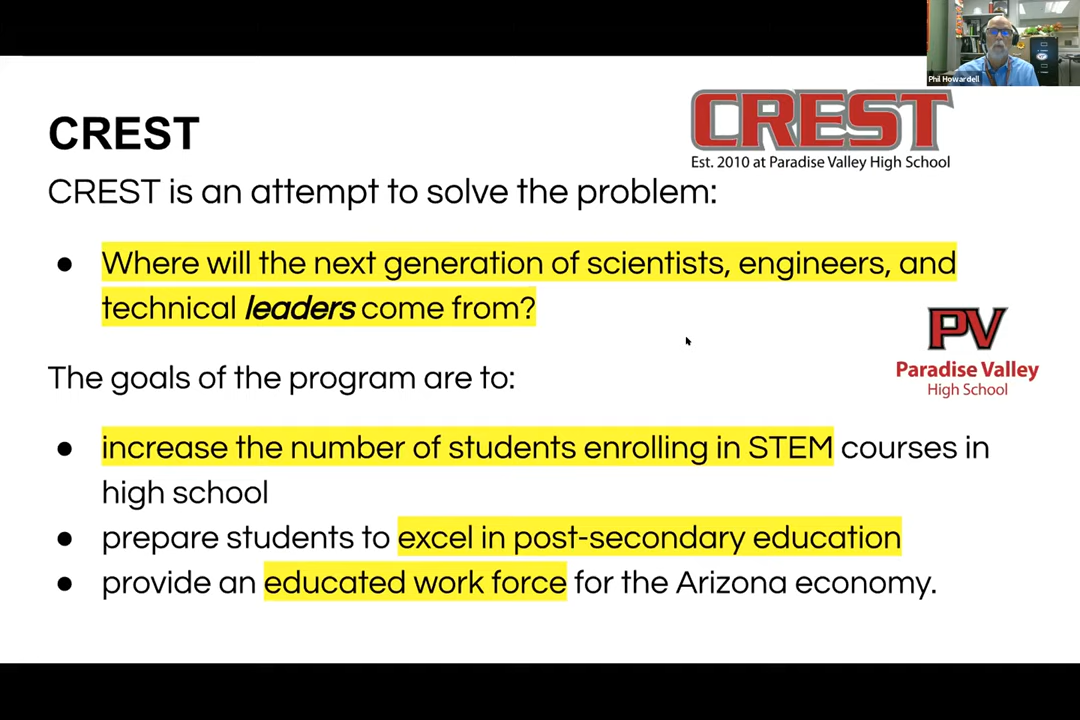 Phil Howardell
CREST
Est. 2010 at Paradise Valley High School
CREST
CREST is an attempt to solve the problem:
● Where will the next generation of scientists, engineers, and
technical leaders come from?
PV
Paradise Valley
High School
The goals of the program are to:
● increase the number of students enrolling in STEM courses in
high school
● prepare students to excel in post-secondary education
● provide an educated work force for the Arizona economy.